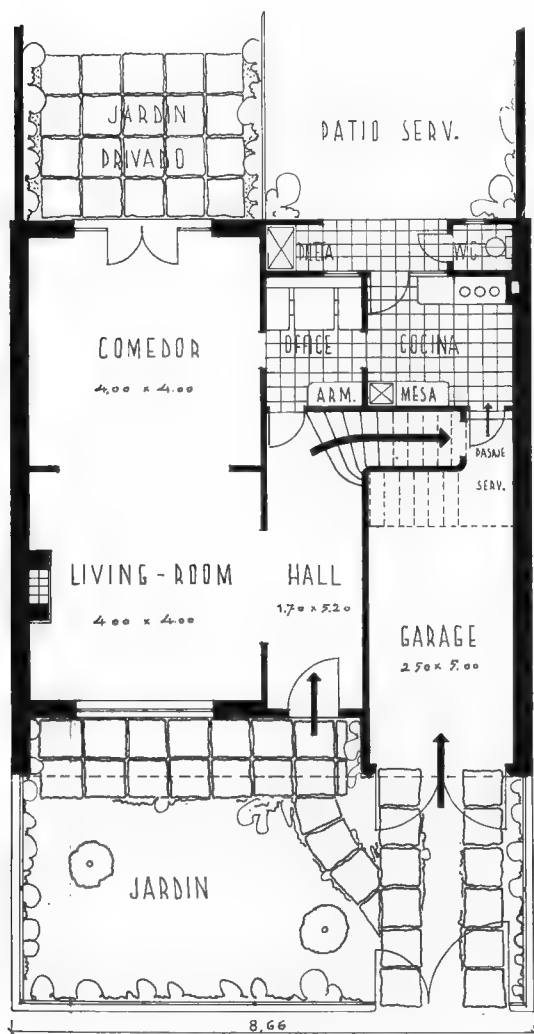 JARDIN
PRIVADO
PATIO SERV.
WC
COMEDOR
4.00 x 4.00
OFFICE
COCINA
ARM.
MESA
PASAJE
SERV.
LIVING-ROOM
4.00 x 4.00
HALL
1.70 x 5.20
GARAGE
2 50 x 5.00
JARDIN
8,66